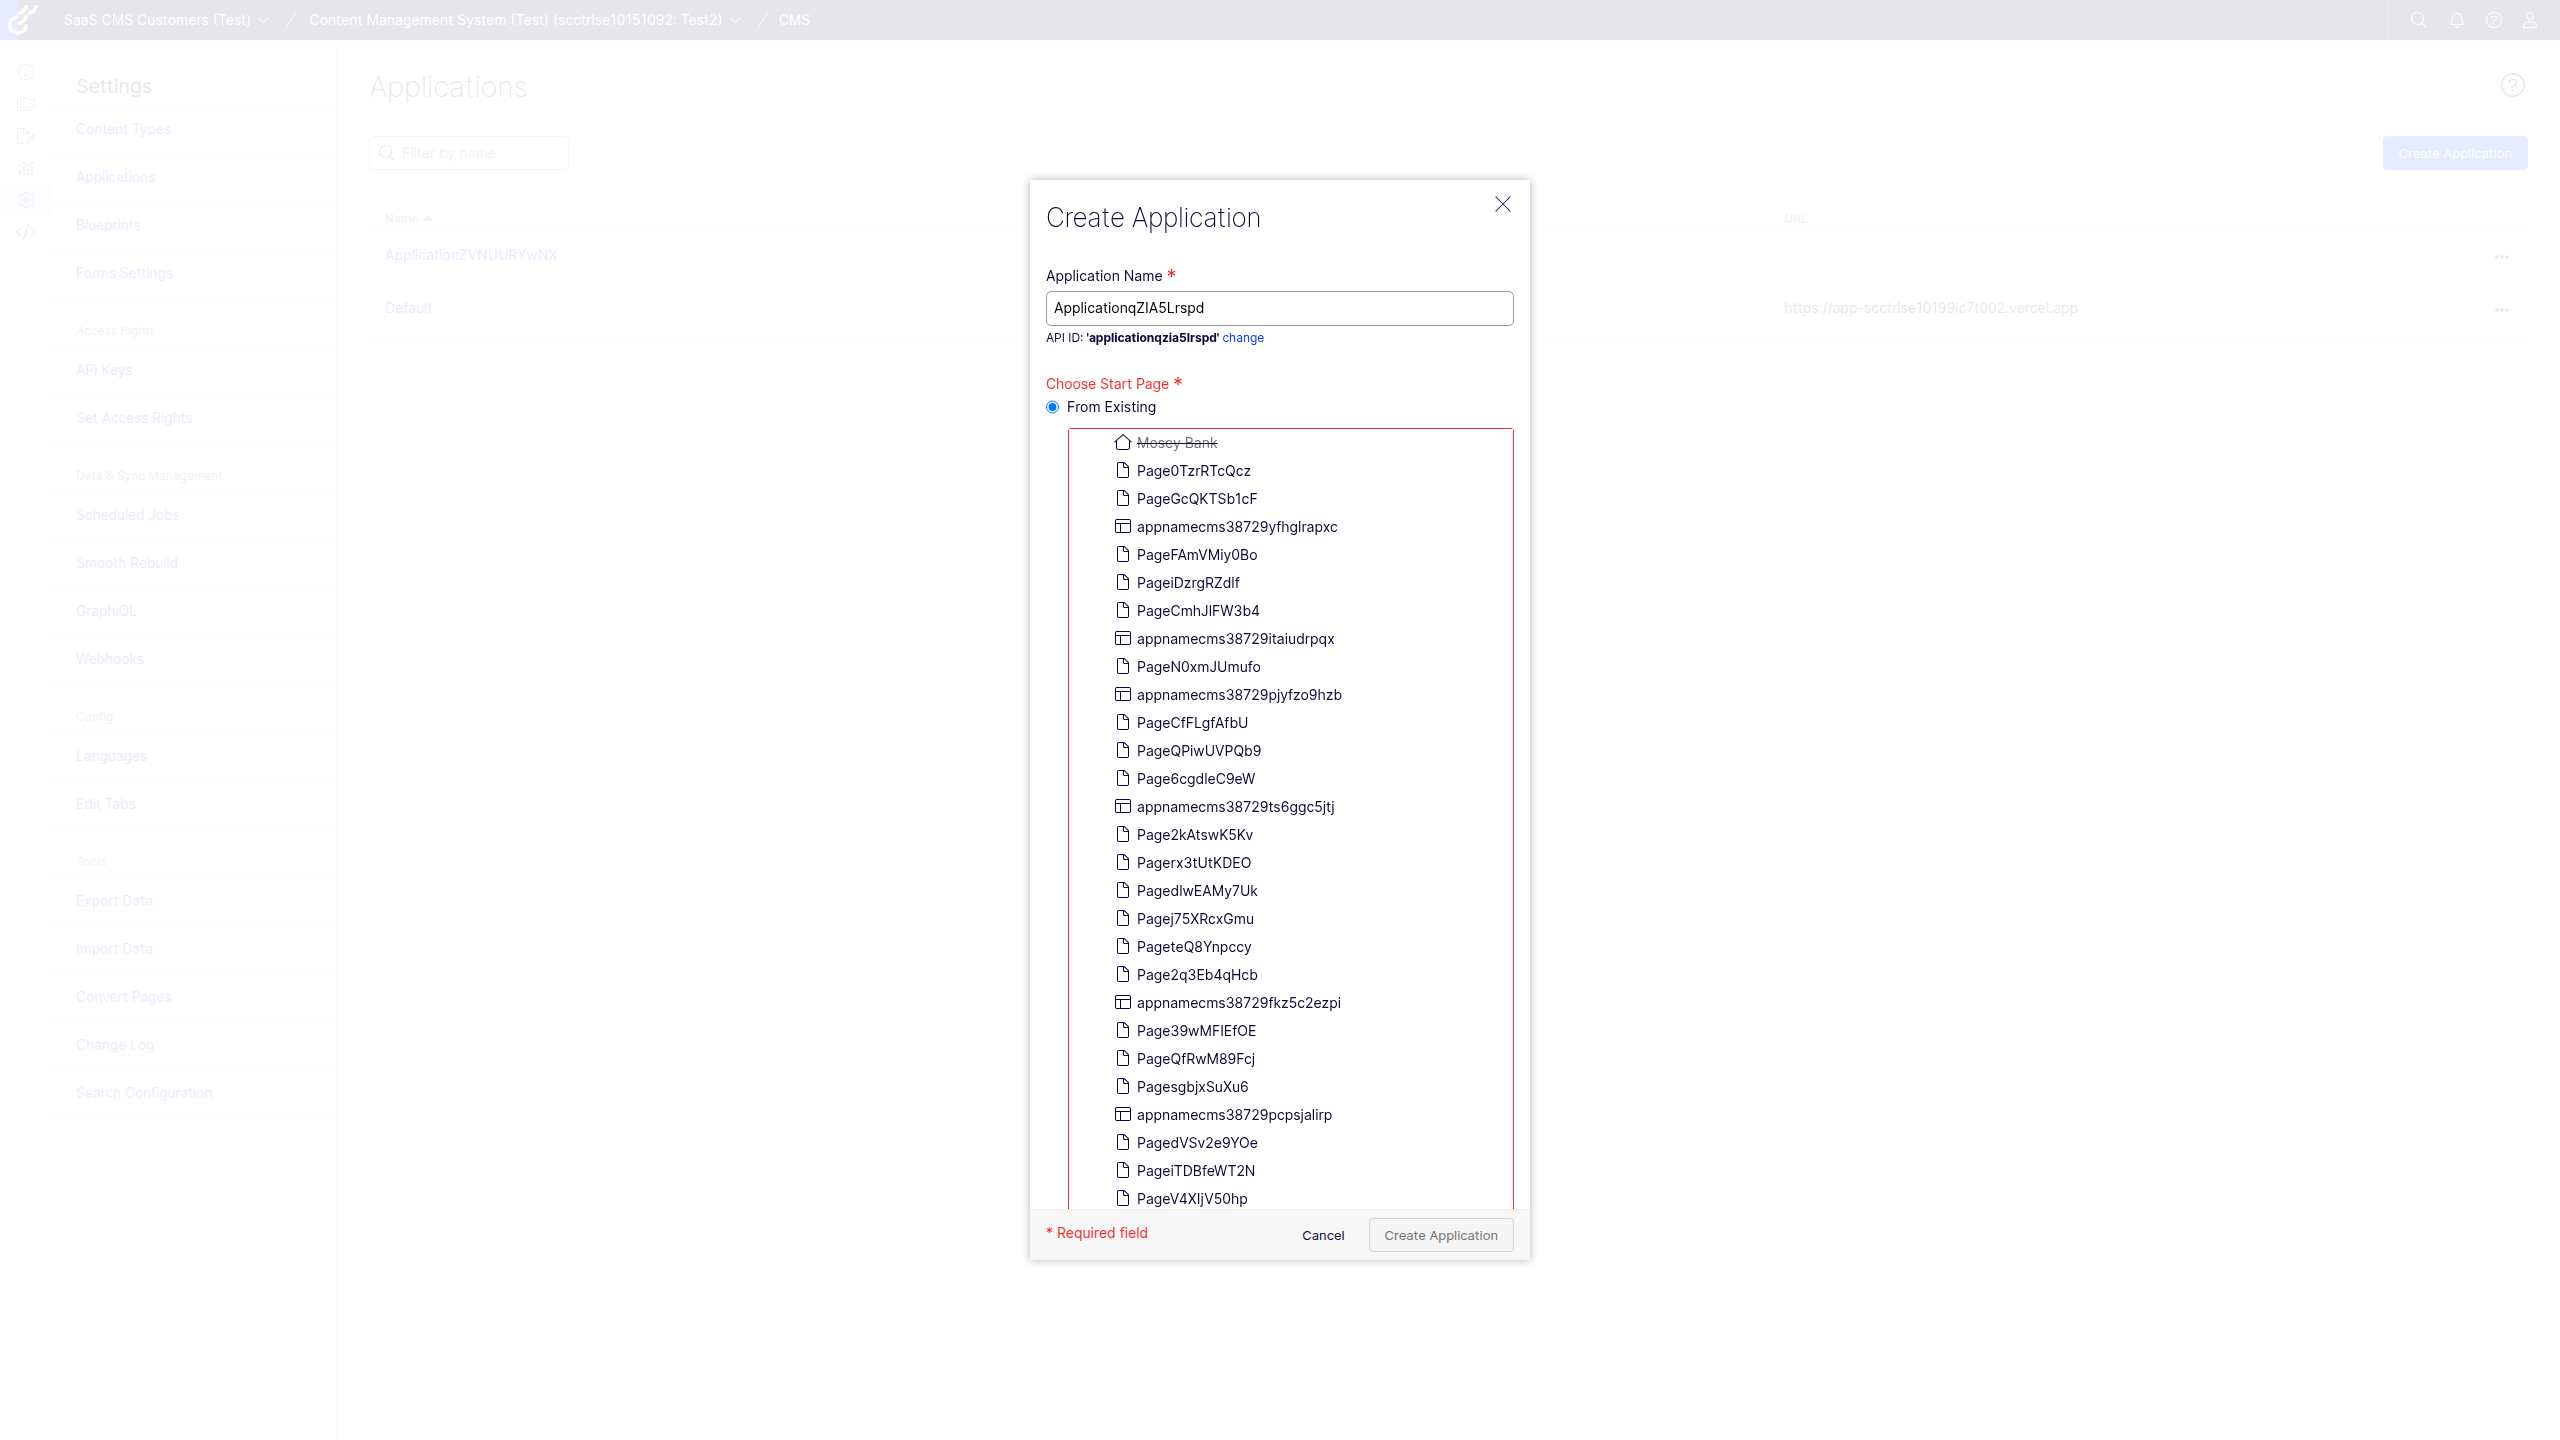 SaaS CMS Customers (Test) / Content Management System (Test) (scctrlse10151092: Test2) / CMS
Settings
Content Types
Applications
Blueprints
Forms Settings
Access Rights
API Keys
Set Access Rights
Data & Sync Management
Scheduled Jobs
Smooth Rebuild
GraphiQL
Webhooks
Config
Languages
Edit Tabs
Tools
Export Data
Import Data
Convert Pages
Change Log
Search Configuration
Applications
Filter by name
Create Application
Name
URL
ApplicationZVNUURYwNX
Default
https://app-scctrlse10199ic7t002.vercel.app
Create Application
Application Name *
ApplicationqZIA5Lrspd
API ID: 'applicationqzia5lrspd' change
Choose Start Page *
From Existing
Mosey Bank
Page0TzrRTcQcz
PageGcQKTSb1cF
appnamecms38729yfhglrapxc
PageFAmVMiy0Bo
PageiDzrgRZdIf
PageCmhJIFW3b4
appnamecms38729itaiudrpqx
PageN0xmJUmufo
appnamecms38729pjyfzo9hzb
PageCfFLgfAfbU
PageQPiwUVPQb9
Page6cgdleC9eW
appnamecms38729ts6ggc5jtj
Page2kAtswK5Kv
Pagerx3tUtKDEO
PagedlwEAMy7Uk
Pagej75XRcxGmu
PageteQ8Ynpccy
Page2q3Eb4qHcb
appnamecms38729fkz5c2ezpi
Page39wMFIEfOE
PageQfRwM89Fcj
PagesgbjxSuXu6
appnamecms38729pcpsjalirp
PagedVSv2e9YOe
PageiTDBfeWT2N
PageV4XljV50hp
* Required field
Cancel
Create Application